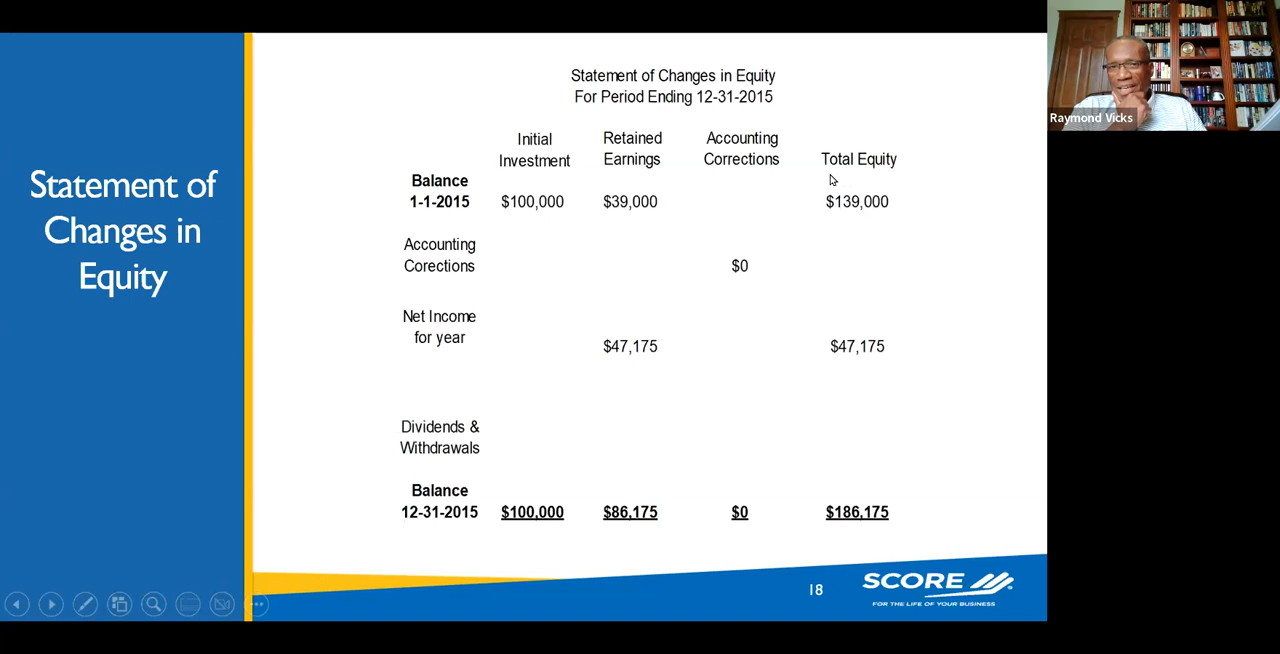 Statement of
Changes in
Equity
Statement of Changes in Equity
For Period Ending 12-31-2015
Initial
Investment
Retained
Earnings
Accounting
Corrections
Total Equity
Balance
1-1-2015 $100,000 $39,000 $139,000
Accounting
Corections $0
Net Income
for year
$47,175 $47,175
Dividends &
Withdrawals
Balance
12-31-2015 $100,000 $86,175 $0 $186,175
18
SCORE
FOR THE LIFE OF YOUR BUSINESS
Raymond Vicks